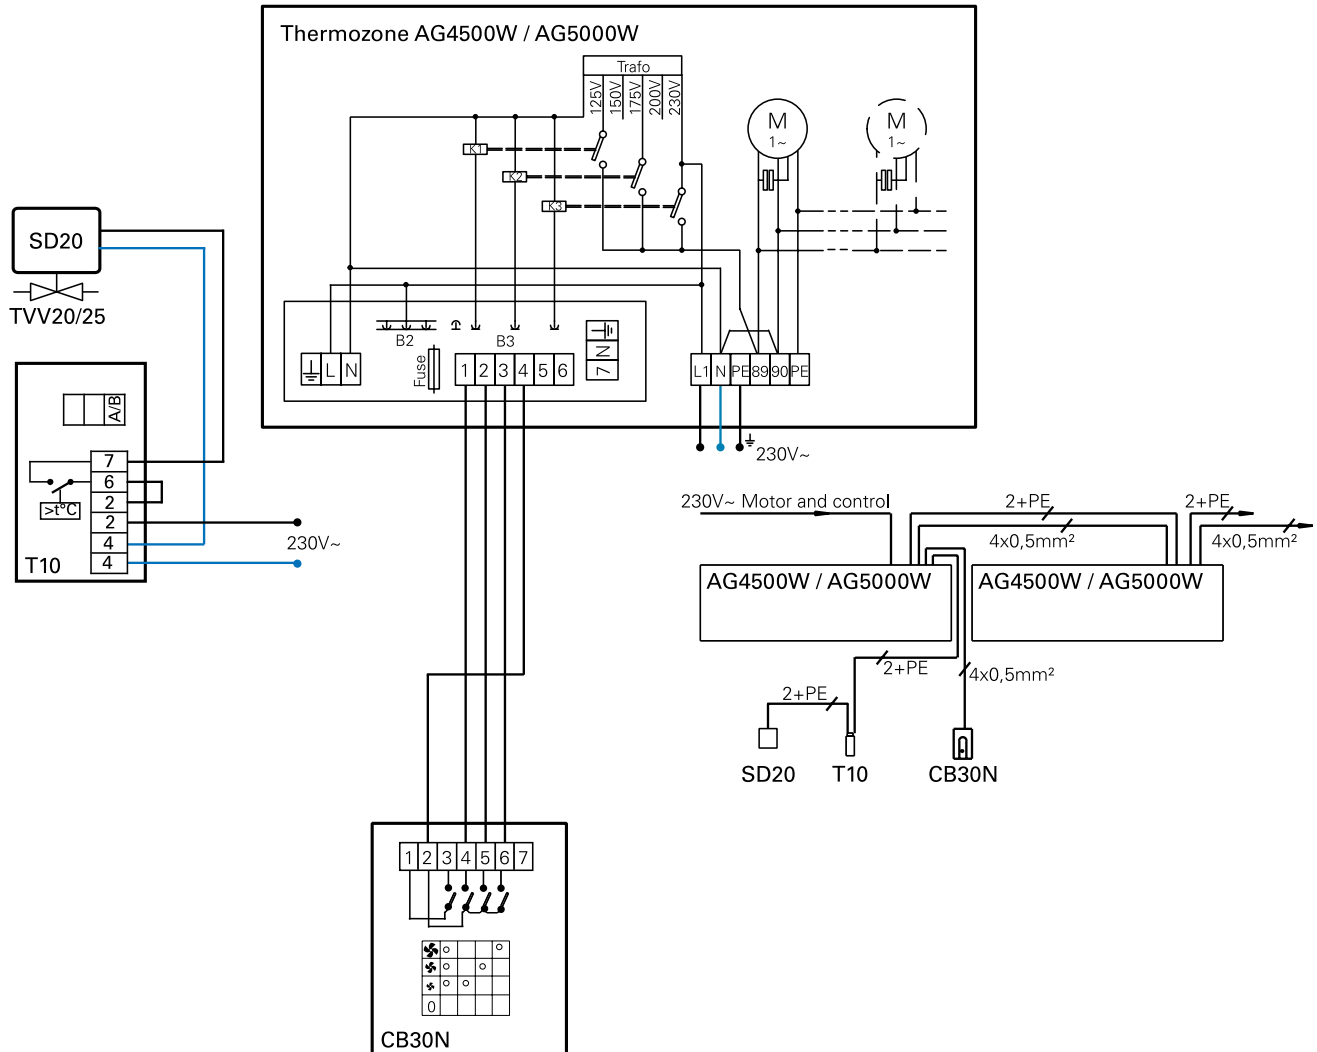 Thermozone AG4500W / AG5000W
Trafo
125V
150V
175V
200V
230V
M
1~
M
1~
K1
K2
K3
SD20
TVV20/25
B2
B3
Fuse
L N
1 2 3 4 5 6
N
7
L1 N PE 89 90 PE
230V~
A/B
7
6
2
2
4
4
>t°C
T10
230V~
230V~ Motor and control
2+PE
2+PE
4x0,5mm²
4x0,5mm²
AG4500W / AG5000W
AG4500W / AG5000W
2+PE
4x0,5mm²
2+PE
SD20
T10
CB30N
1 2 3 4 5 6 7
0
CB30N